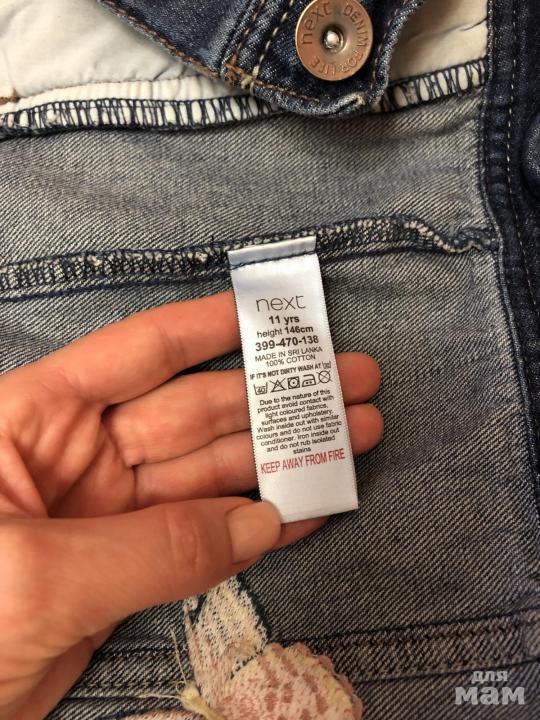 next DENIM FOR LIFE
next
11 yrs
height 146cm
399-470-138
MADE IN SRI LANKA
100% COTTON
IF IT'S NOT DIRTY WASH AT
40
Due to the nature of this
product avoid contact with
light coloured fabrics,
surfaces and upholstery.
Wash inside out with similar
colours and do not use fabric
conditioner. Iron inside out
and do not rub isolated
stains
KEEP AWAY FROM FIRE
для
мам